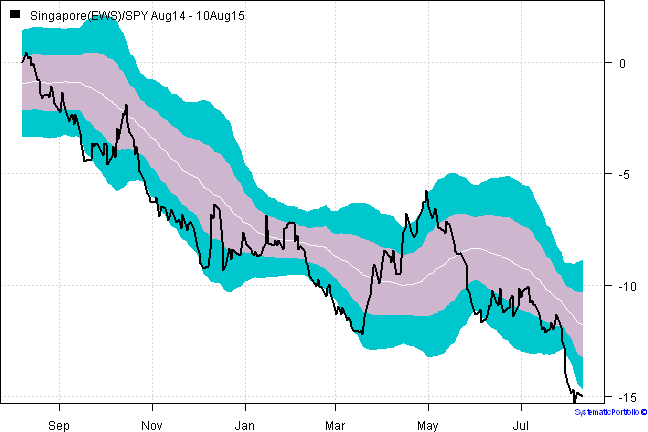 Singapore(EWS)/SPY Aug14 - 10Aug15
0
-5
-10
-15
SystematicPortfolio ©
Sep Nov Jan Mar May Jul